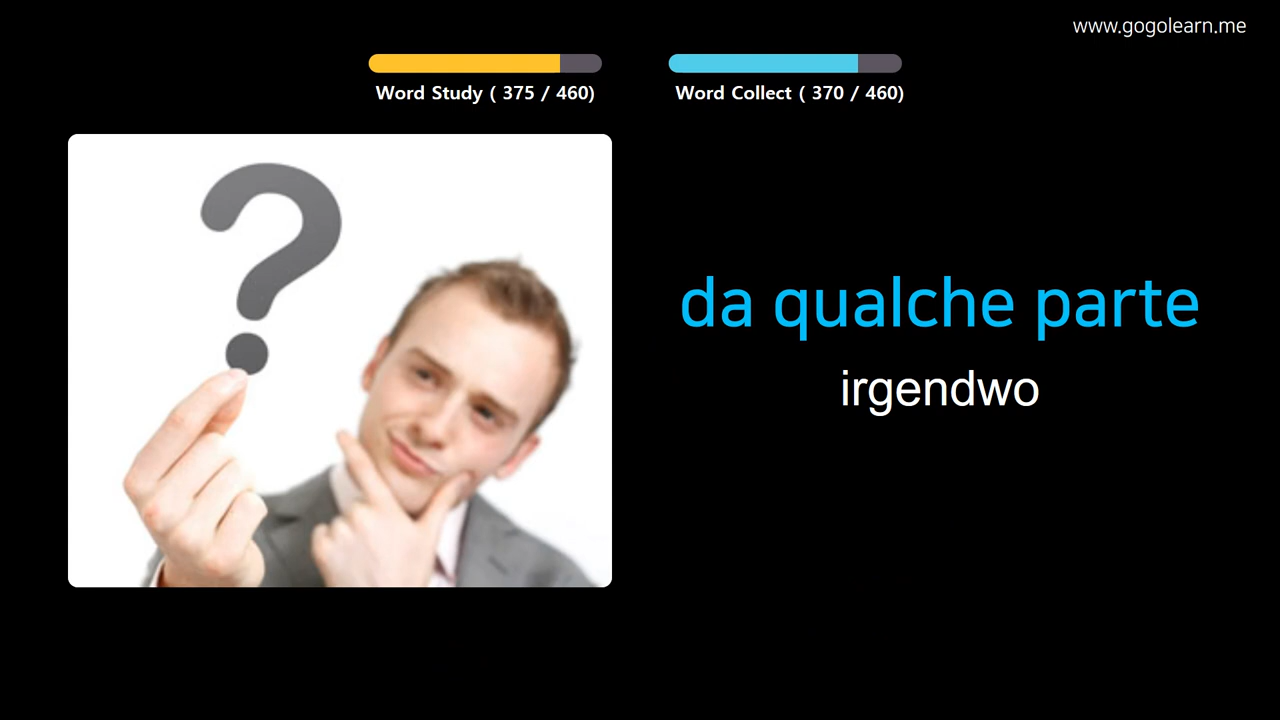 www.gogolearn.me
Word Study ( 375 / 460)
Word Collect ( 370 / 460)
?
da qualche parte
irgendwo